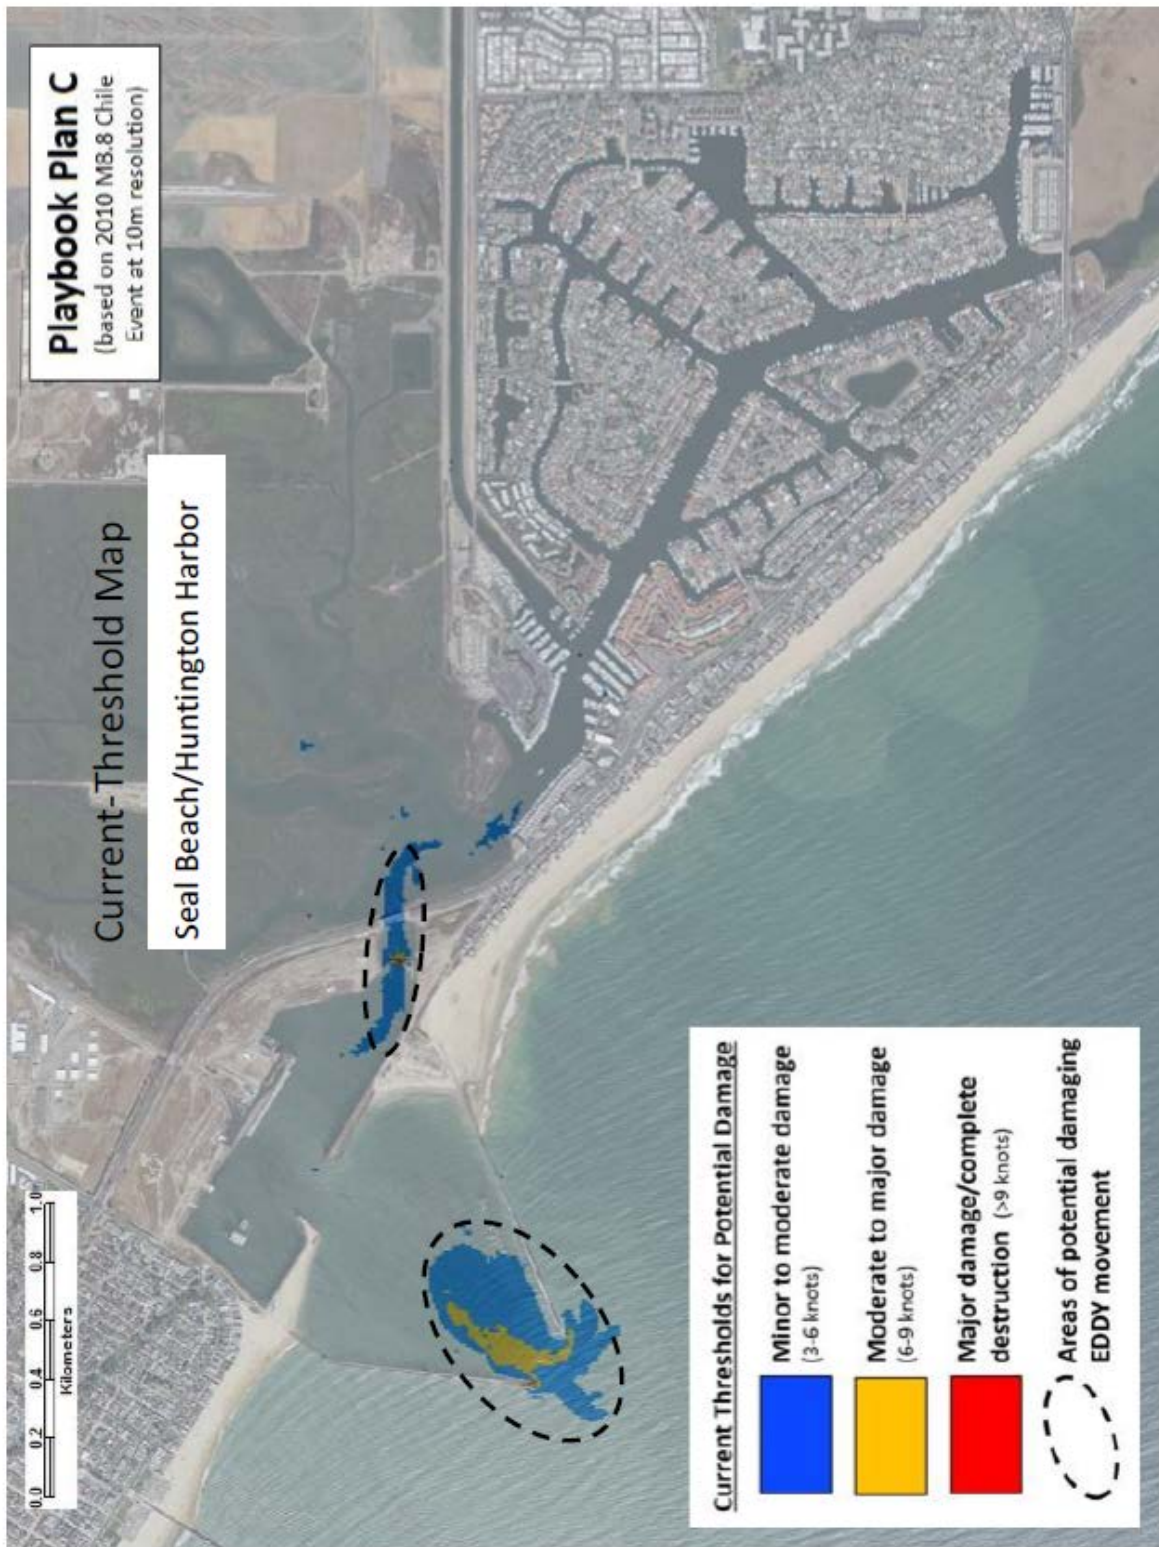 Playbook Plan C
(based on 2010 M8.8 Chile
Event at 10m resolution)
Current-Threshold Map
Seal Beach/Huntington Harbor
0.0 0.2 0.4 0.6 0.8 1.0
Kilometers
Current Thresholds for Potential Damage
Minor to moderate damage
(3-6 knots)
Moderate to major damage
(6-9 knots)
Major damage/complete
destruction (>9 knots)
Areas of potential damaging
EDDY movement